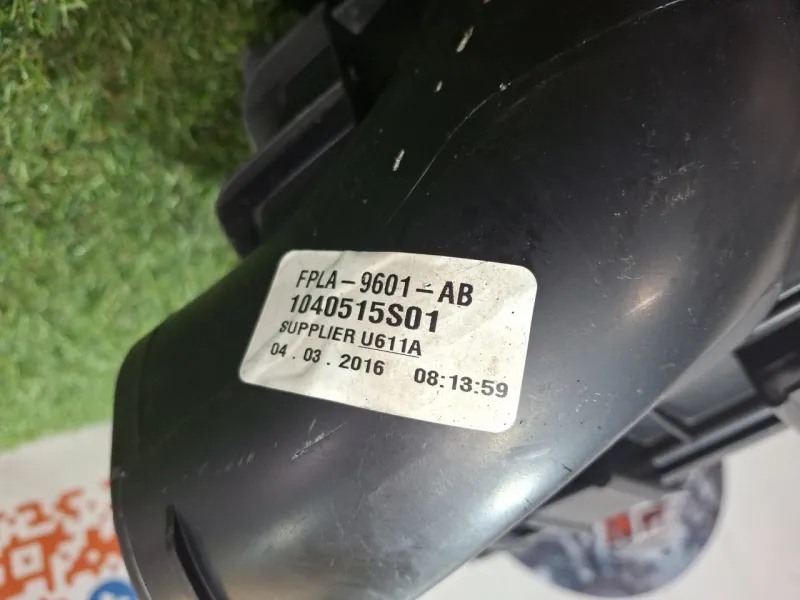 FPLA-9601-AB
1040515S01
SUPPLIER U611A
04.03.2016 08:13:59